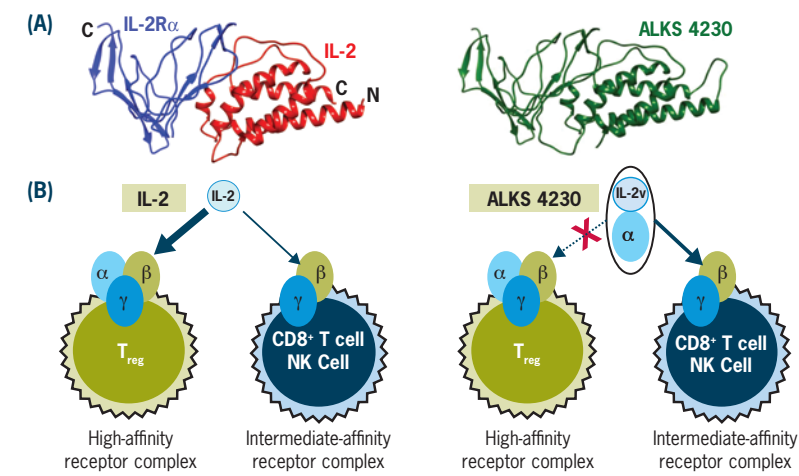 (A)
C
IL-2Rα
IL-2
C
N
ALKS 4230
(B)
IL-2
IL-2
ALKS 4230
IL-2v
α
α
β
γ
β
γ
α
β
γ
β
γ
T reg
CD8⁺ T cell
NK Cell
T reg
CD8⁺ T cell
NK Cell
High-affinity
receptor complex
Intermediate-affinity
receptor complex
High-affinity
receptor complex
Intermediate-affinity
receptor complex